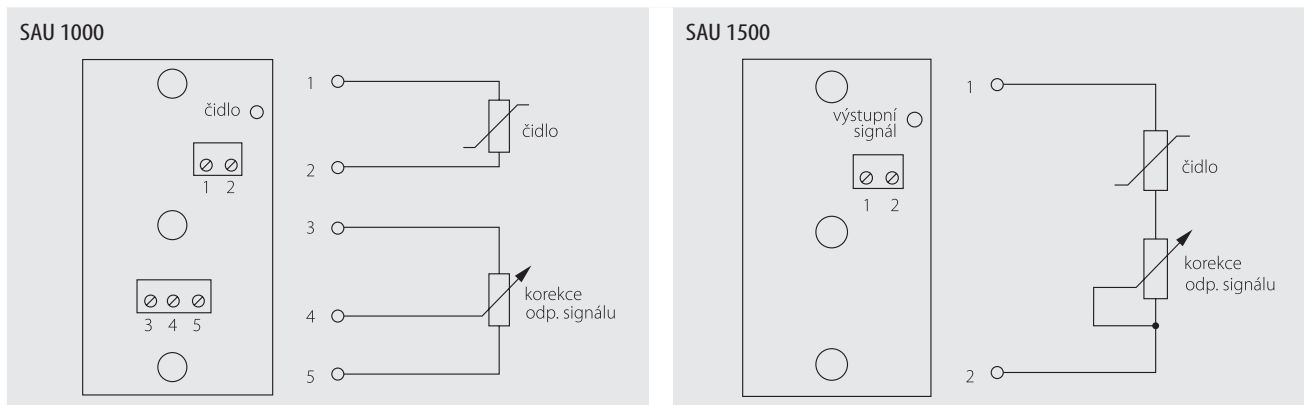 SAU 1000
čidlo
1 2
3 4 5
1
čidlo
2
3
korekce
odp. signálu
4
5
SAU 1500
výstupní
signál
1 2
1
čidlo
korekce
odp. signálu
2